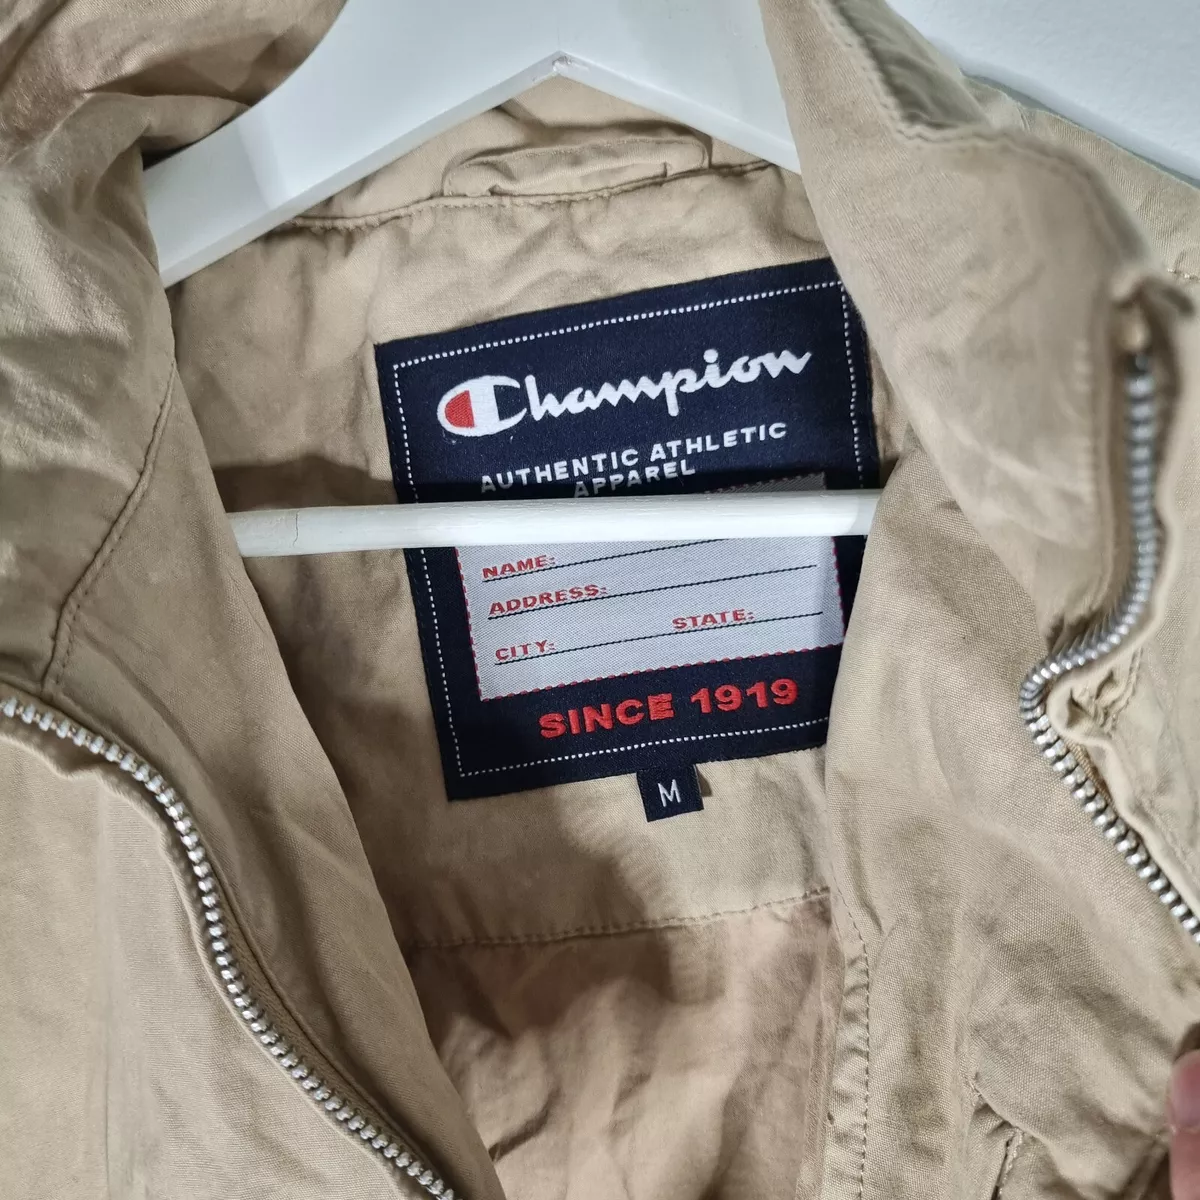 Champion
AUTHENTIC ATHLETIC
APPAREL
NAME:
ADDRESS:
CITY: STATE:
SINCE 1919
M